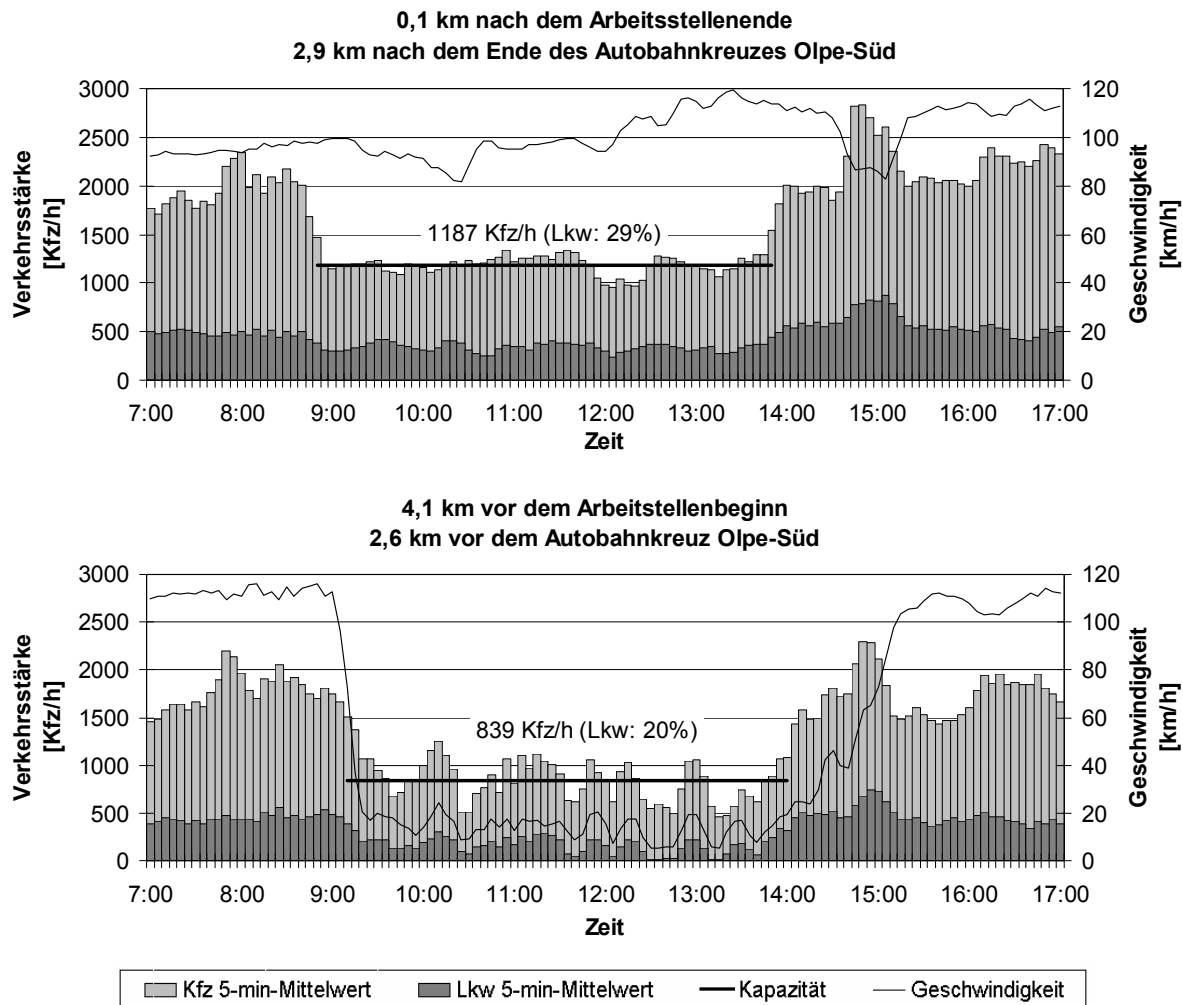 0,1 km nach dem Arbeitsstellenende
2,9 km nach dem Ende des Autobahnkreuzes Olpe-Süd
Verkehrsstärke
[Kfz/h]
3000
2500
2000
1500
1000
500
0
120
100
80
60
40
20
0
Geschwindigkeit
[km/h]
1187 Kfz/h (Lkw: 29%)
7:00 8:00 9:00 10:00 11:00 12:00 13:00 14:00 15:00 16:00 17:00
Zeit
4,1 km vor dem Arbeitstellenbeginn
2,6 km vor dem Autobahnkreuz Olpe-Süd
Verkehrsstärke
[Kfz/h]
3000
2500
2000
1500
1000
500
0
120
100
80
60
40
20
0
Geschwindigkeit
[km/h]
839 Kfz/h (Lkw: 20%)
7:00 8:00 9:00 10:00 11:00 12:00 13:00 14:00 15:00 16:00 17:00
Zeit
Kfz 5-min-Mittelwert Lkw 5-min-Mittelwert Kapazität Geschwindigkeit